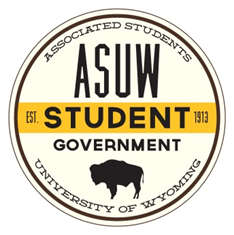 ASSOCIATED STUDENTS
ASUW
EST. STUDENT 1913
GOVERNMENT
UNIVERSITY OF WYOMING